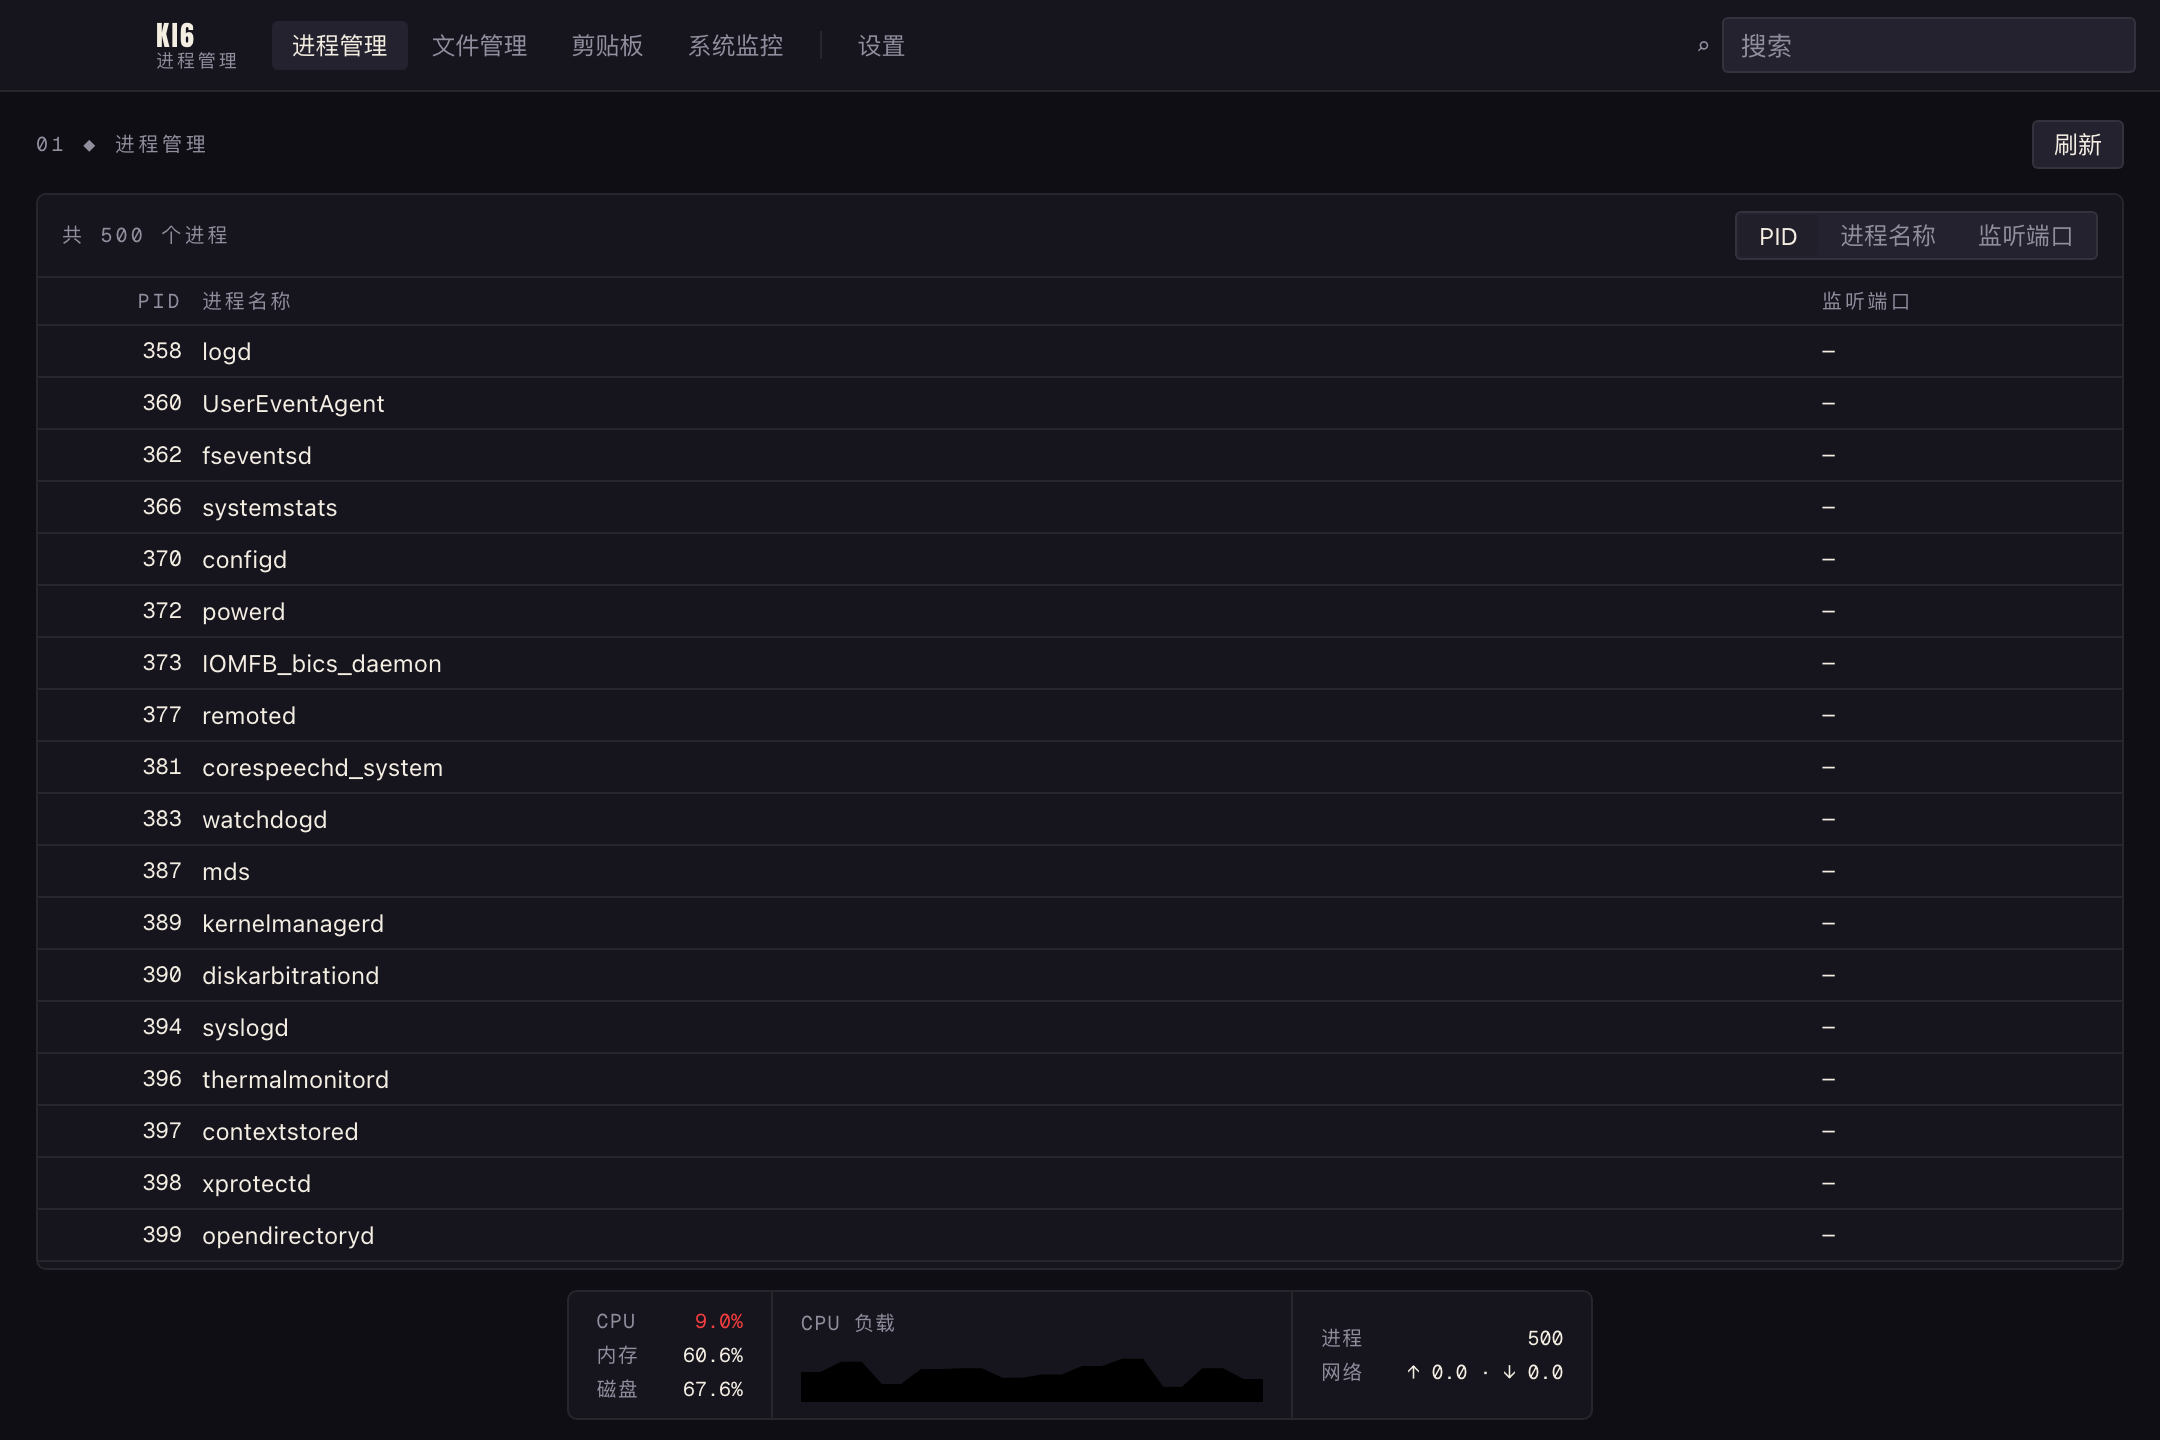 KI6
进程管理
进程管理 文件管理 剪贴板 系统监控 设置
搜索
01 ◆ 进程管理
刷新
共 500 个进程
PID 进程名称 监听端口
PID 进程名称 监听端口
358 logd —
360 UserEventAgent —
362 fseventsd —
366 systemstats —
370 configd —
372 powerd —
373 IOMFB_bics_daemon —
377 remoted —
381 corespeechd_system —
383 watchdogd —
387 mds —
389 kernelmanagerd —
390 diskarbitrationd —
394 syslogd —
396 thermalmonitord —
397 contextstored —
398 xprotectd —
399 opendirectoryd —
CPU 9.0%
内存 60.6%
磁盘 67.6%
CPU 负载
进程 500
网络 ↑ 0.0 · ↓ 0.0